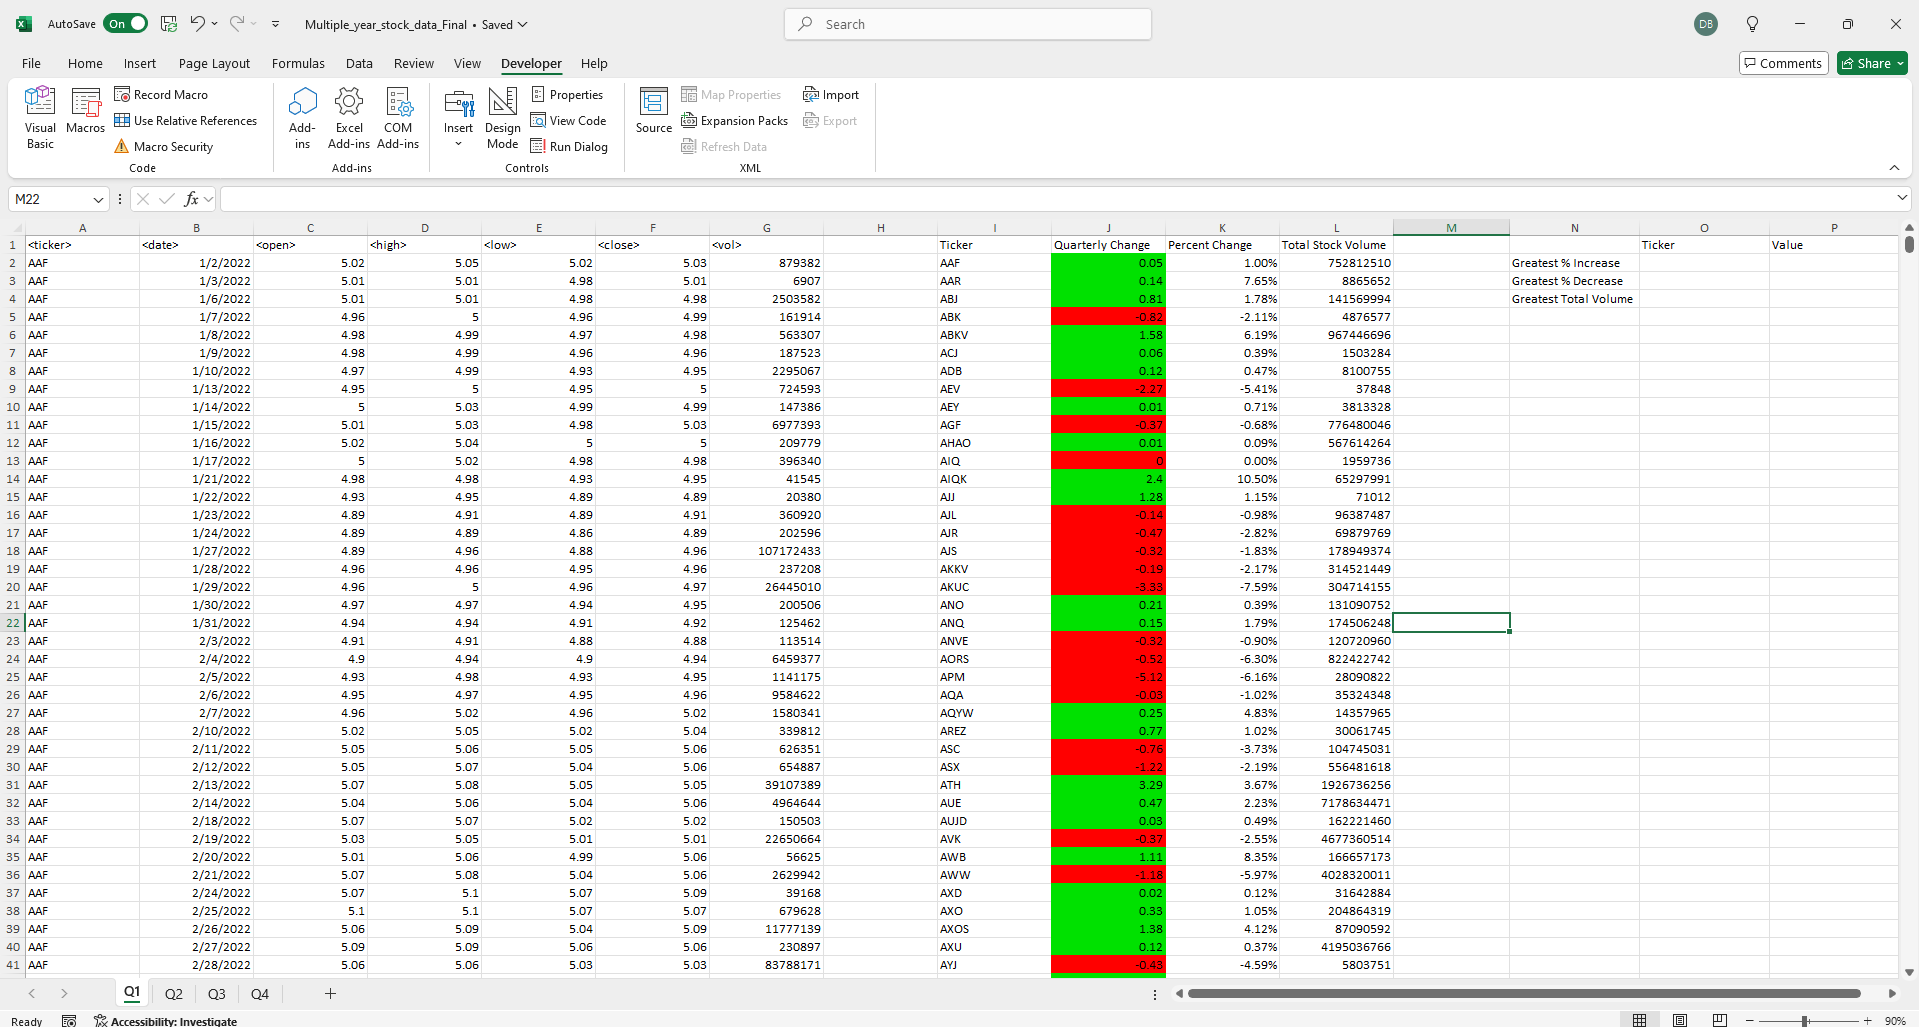 AutoSave On Multiple_year_stock_data_Final • Saved Search DB
File Home Insert Page Layout Formulas Data Review View Developer Help Comments Share
Visual Basic Macros Record Macro Use Relative References Macro Security Code
Add-ins Excel Add-ins COM Add-ins Add-ins
Insert Design Mode Properties View Code Run Dialog Controls
Source Map Properties Expansion Packs Refresh Data Import Export XML
M22 fx
A B C D E F G H I J K L M N O P
1 <ticker> <date> <open> <high> <low> <close> <vol> Ticker Quarterly Change Percent Change Total Stock Volume Ticker Value
2 AAF 1/2/2022 5.02 5.05 5.02 5.03 879382 AAF 0.05 1.00% 752812510 Greatest % Increase
3 AAF 1/3/2022 5.01 5.01 4.98 5.01 6907 AAR 0.14 7.65% 8865652 Greatest % Decrease
4 AAF 1/6/2022 5.01 5.01 4.98 4.98 2503582 ABJ 0.81 1.78% 141569994 Greatest Total Volume
5 AAF 1/7/2022 4.96 5 4.96 4.99 161914 ABK -0.82 -2.11% 4876577
6 AAF 1/8/2022 4.98 4.99 4.97 4.98 563307 ABKV 1.58 6.19% 967446696
7 AAF 1/9/2022 4.98 4.99 4.96 4.96 187523 ACJ 0.06 0.39% 1503284
8 AAF 1/10/2022 4.97 4.99 4.93 4.95 2295067 ADB 0.12 0.47% 8100755
9 AAF 1/13/2022 4.95 5 4.95 5 724593 AEV -2.27 -5.41% 37848
10 AAF 1/14/2022 5 5.03 4.99 4.99 147386 AEY 0.01 0.71% 3813328
11 AAF 1/15/2022 5.01 5.03 4.98 5.03 6977393 AGF -0.37 -0.68% 776480046
12 AAF 1/16/2022 5.02 5.04 5 5 209779 AHAO 0.01 0.09% 567614264
13 AAF 1/17/2022 5 5.02 4.98 4.98 396340 AIQ 0 0.00% 1959736
14 AAF 1/21/2022 4.98 4.98 4.93 4.95 41545 AIQK 2.4 10.50% 65297991
15 AAF 1/22/2022 4.93 4.95 4.89 4.89 20380 AJJ 1.28 1.15% 71012
16 AAF 1/23/2022 4.89 4.91 4.89 4.91 360920 AJL -0.14 -0.98% 96387487
17 AAF 1/24/2022 4.89 4.89 4.86 4.89 202596 AJR -0.47 -2.82% 69879769
18 AAF 1/27/2022 4.89 4.96 4.88 4.96 107172433 AJS -0.32 -1.83% 178949374
19 AAF 1/28/2022 4.96 4.96 4.95 4.96 237208 AKKV -0.19 -2.17% 314521449
20 AAF 1/29/2022 4.96 5 4.96 4.97 26445010 AKUC -3.33 -7.59% 304714155
21 AAF 1/30/2022 4.97 4.97 4.94 4.95 200506 ANO 0.21 0.39% 131090752
22 AAF 1/31/2022 4.94 4.94 4.91 4.92 125462 ANQ 0.15 1.79% 174506248
23 AAF 2/3/2022 4.91 4.91 4.88 4.88 113514 ANVE -0.32 -0.90% 120720960
24 AAF 2/4/2022 4.9 4.94 4.9 4.94 6459377 AORS -0.52 -6.30% 822422742
25 AAF 2/5/2022 4.93 4.98 4.93 4.95 1141175 APM -5.12 -6.16% 28090822
26 AAF 2/6/2022 4.95 4.97 4.95 4.96 9584622 AQA -0.03 -1.02% 35324348
27 AAF 2/7/2022 4.96 5.02 4.96 5.02 1580341 AQYW 0.25 4.83% 14357965
28 AAF 2/10/2022 5.02 5.05 5.02 5.04 339812 AREZ 0.77 1.02% 30061745
29 AAF 2/11/2022 5.05 5.06 5.05 5.06 626351 ASC -0.76 -3.73% 104745031
30 AAF 2/12/2022 5.05 5.07 5.04 5.06 654887 ASX -1.22 -2.19% 556481618
31 AAF 2/13/2022 5.07 5.08 5.05 5.05 39107389 ATH 3.29 3.67% 1926736256
32 AAF 2/14/2022 5.04 5.06 5.04 5.06 4964644 AUE 0.47 2.23% 7178634471
33 AAF 2/18/2022 5.07 5.07 5.02 5.02 150503 AUJD 0.03 0.49% 162221460
34 AAF 2/19/2022 5.03 5.05 5.01 5.01 22650664 AVK -0.37 -2.55% 4677360514
35 AAF 2/20/2022 5.01 5.06 4.99 5.06 56625 AWB 1.11 8.35% 166657173
36 AAF 2/21/2022 5.07 5.08 5.04 5.06 2629942 AWW -1.18 -5.97% 4028320011
37 AAF 2/24/2022 5.07 5.1 5.07 5.09 39168 AXD 0.02 0.12% 31642884
38 AAF 2/25/2022 5.1 5.1 5.07 5.07 679628 AXO 0.33 1.05% 204864319
39 AAF 2/26/2022 5.06 5.09 5.04 5.09 11777139 AXOS 1.38 4.12% 87090592
40 AAF 2/27/2022 5.09 5.09 5.06 5.06 230897 AXU 0.12 0.37% 4195036766
41 AAF 2/28/2022 5.06 5.06 5.03 5.03 83788171 AYJ -0.43 -4.59% 5803751
Q1 Q2 Q3 Q4
Ready Accessibility: Investigate 90%